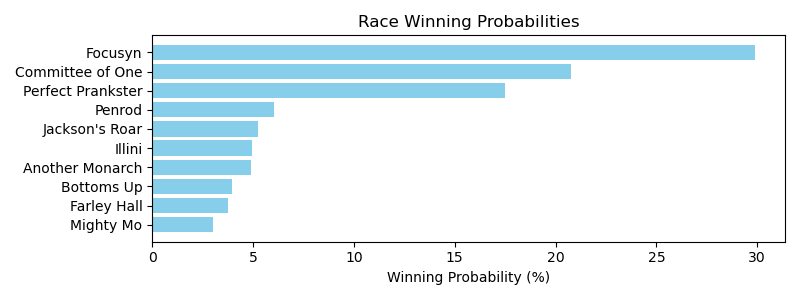 Race Winning Probabilities
Focusyn
Committee of One
Perfect Prankster
Penrod
Jackson's Roar
Illini
Another Monarch
Bottoms Up
Farley Hall
Mighty Mo
0 5 10 15 20 25 30
Winning Probability (%)